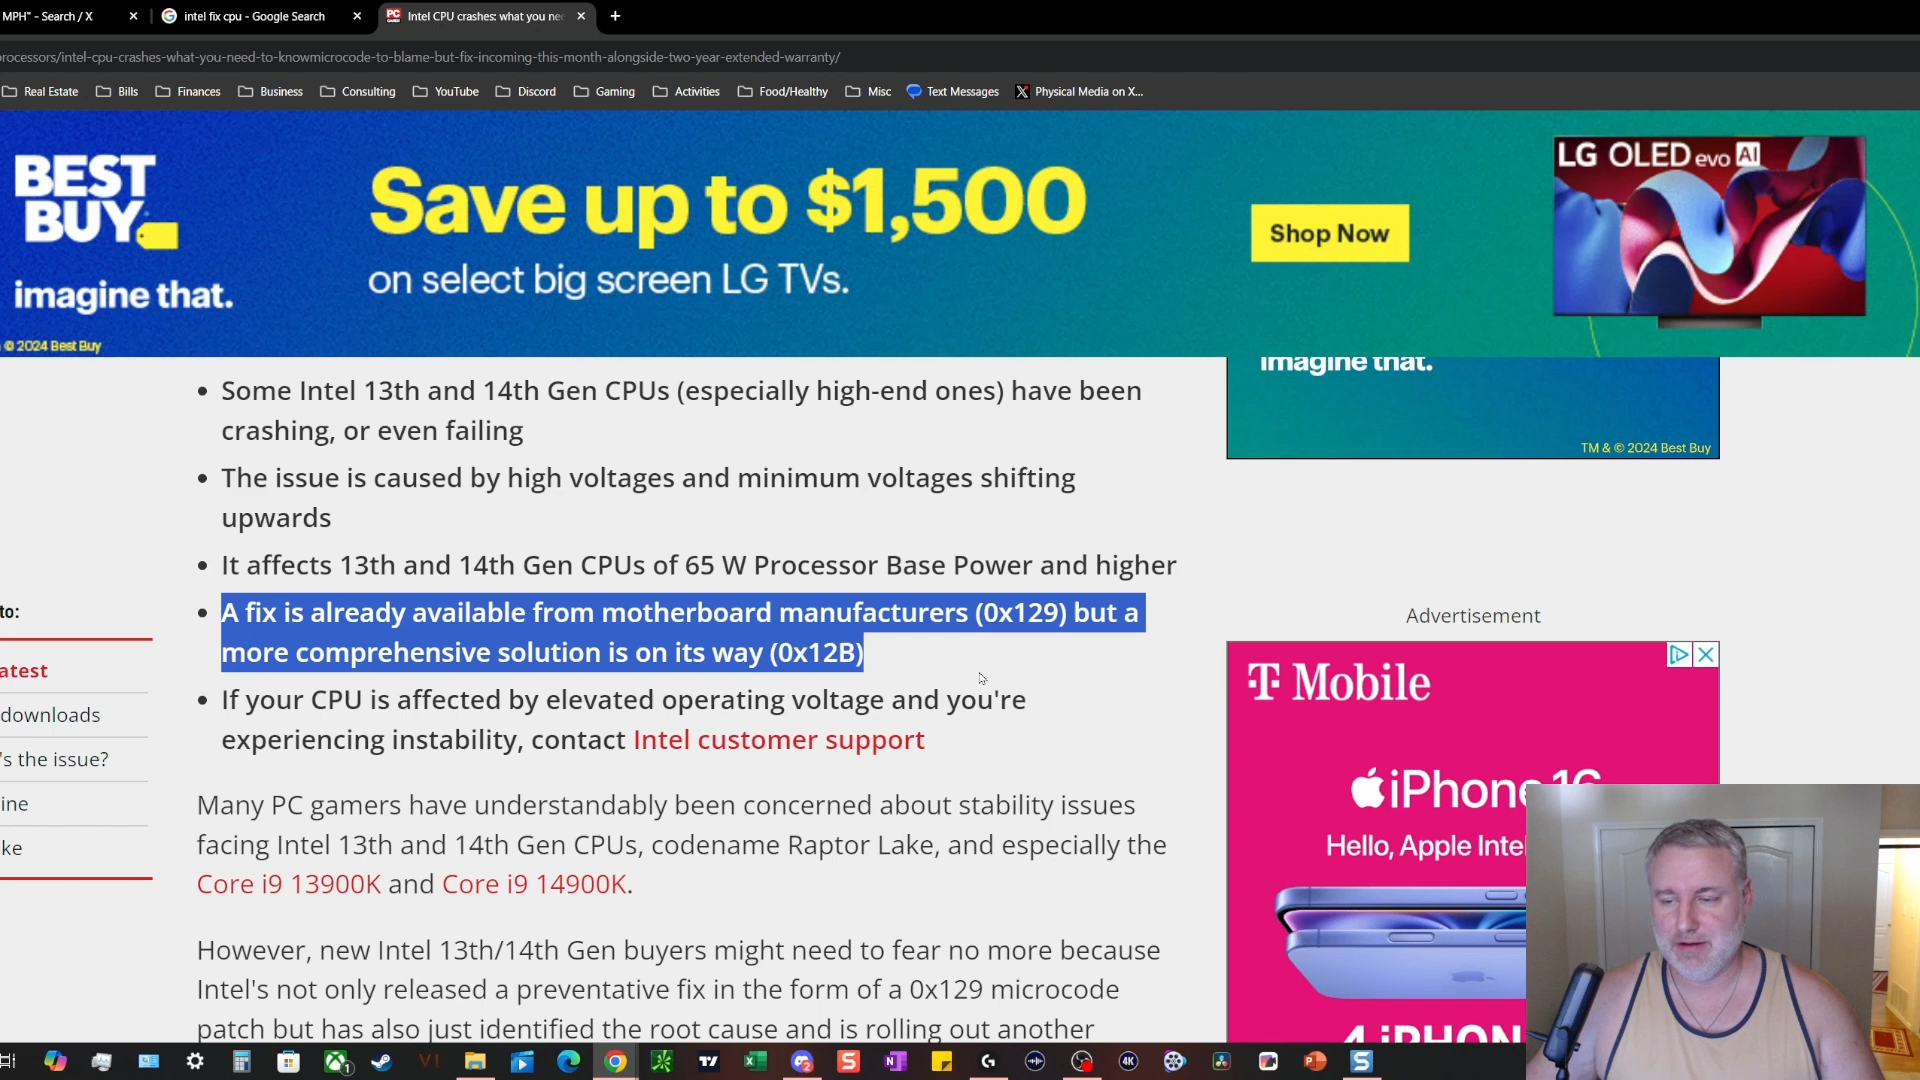 MPH" - Search / X
intel fix cpu - Google Search
Intel CPU crashes: what you nee
rocessors/intel-cpu-crashes-what-you-need-to-knowmicrocode-to-blame-but-fix-incoming-this-month-alongside-two-year-extended-warranty/
Real Estate Bills Finances Business Consulting YouTube Discord Gaming Activities Food/Healthy Misc Text Messages Physical Media on X...
BEST
BUY
imagine that.
© 2024 Best Buy
Save up to $1,500
on select big screen LG TVs.
Shop Now
LG OLED evo AI
imagine that.
TM & © 2024 Best Buy
Some Intel 13th and 14th Gen CPUs (especially high-end ones) have been
crashing, or even failing
The issue is caused by high voltages and minimum voltages shifting
upwards
It affects 13th and 14th Gen CPUs of 65 W Processor Base Power and higher
A fix is already available from motherboard manufacturers (0x129) but a
more comprehensive solution is on its way (0x12B)
If your CPU is affected by elevated operating voltage and you're
experiencing instability, contact Intel customer support
Many PC gamers have understandably been concerned about stability issues
facing Intel 13th and 14th Gen CPUs, codename Raptor Lake, and especially the
Core i9 13900K and Core i9 14900K.
However, new Intel 13th/14th Gen buyers might need to fear no more because
Intel's not only released a preventative fix in the form of a 0x129 microcode
patch but has also just identified the root cause and is rolling out another
to:
atest
downloads
's the issue?
ine
ke
Advertisement
T Mobile
iPhone 16
Hello, Apple Inte
4 iPHON